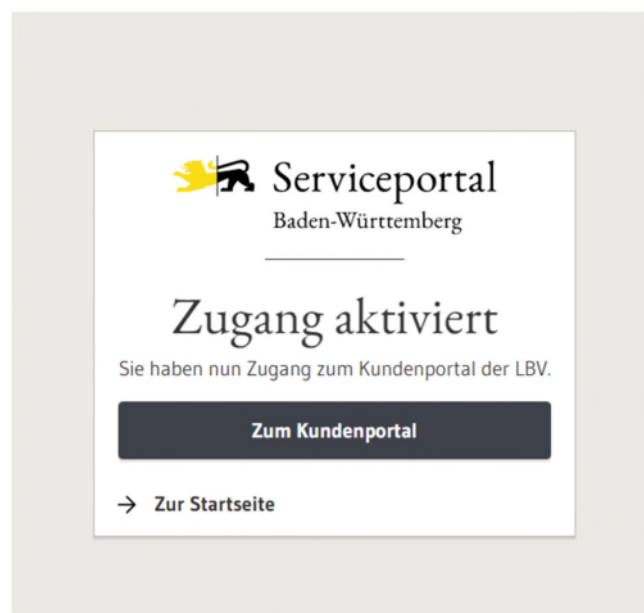 Serviceportal
Baden-Württemberg
Zugang aktiviert
Sie haben nun Zugang zum Kundenportal der LBV.
Zum Kundenportal
→ Zur Startseite